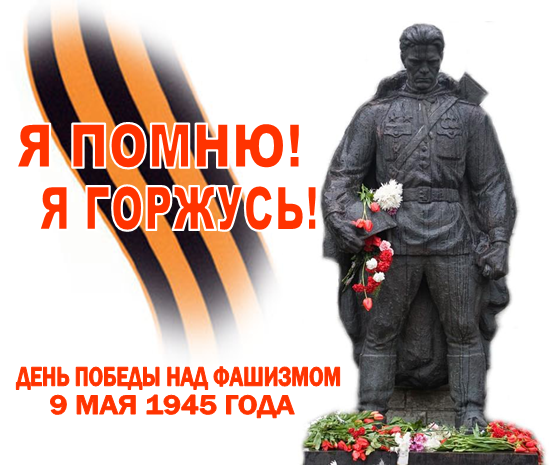 Я ПОМНЮ!
Я ГОРЖУСЬ!
ДЕНЬ ПОБЕДЫ НАД ФАШИЗМОМ
9 МАЯ 1945 ГОДА